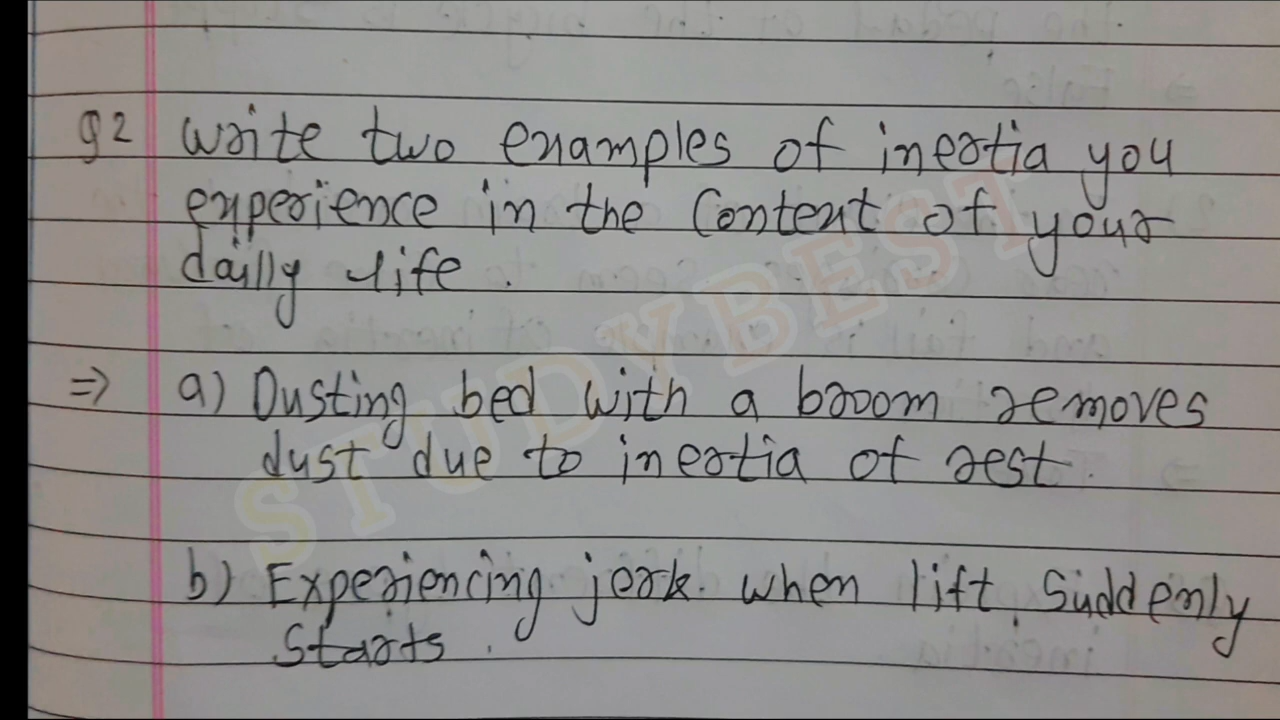 Q2 Write two examples of inertia you
experience in the Context of your
daily life.
=> a) Dusting bed with a broom removes
dust due to inertia of rest.
b) Experiencing jerk when lift suddenly
starts.
STUDYBEST